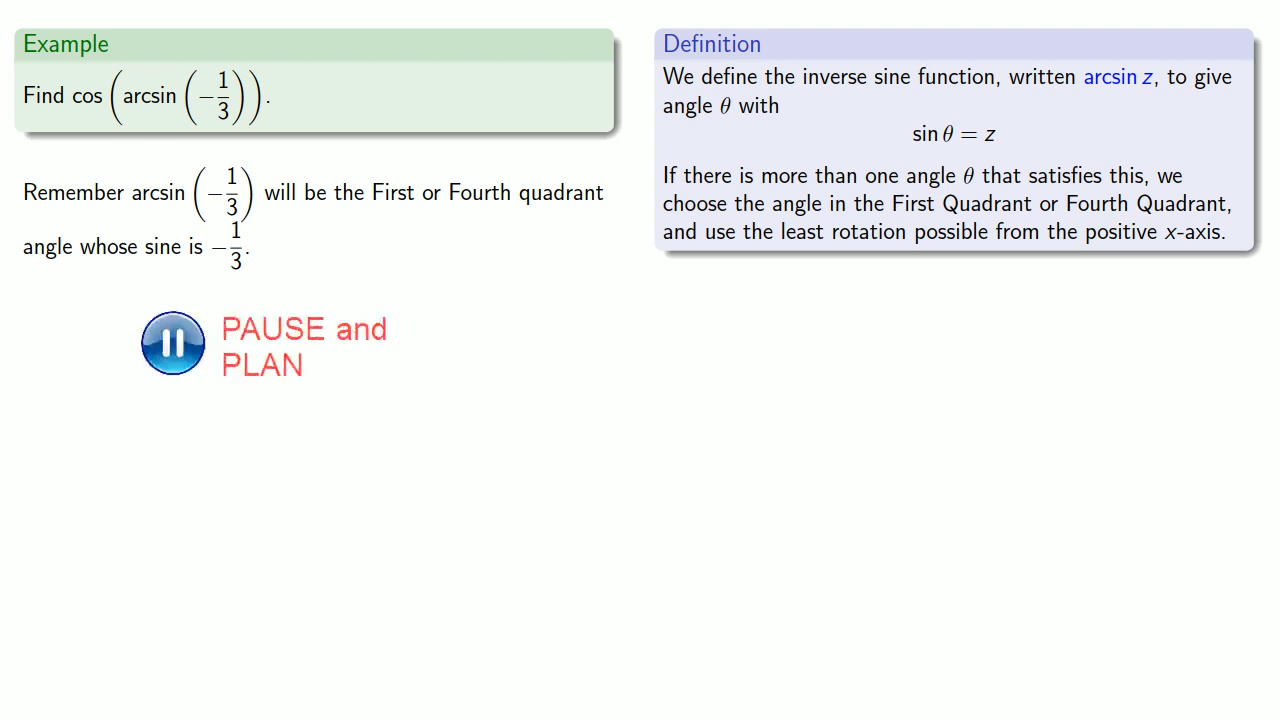 Example
Find cos (arcsin (−1/3)).
Remember arcsin (−1/3) will be the First or Fourth quadrant
angle whose sine is −1/3.
PAUSE and
PLAN
Definition
We define the inverse sine function, written arcsin z, to give
angle θ with
sin θ = z
If there is more than one angle θ that satisfies this, we
choose the angle in the First Quadrant or Fourth Quadrant,
and use the least rotation possible from the positive x-axis.